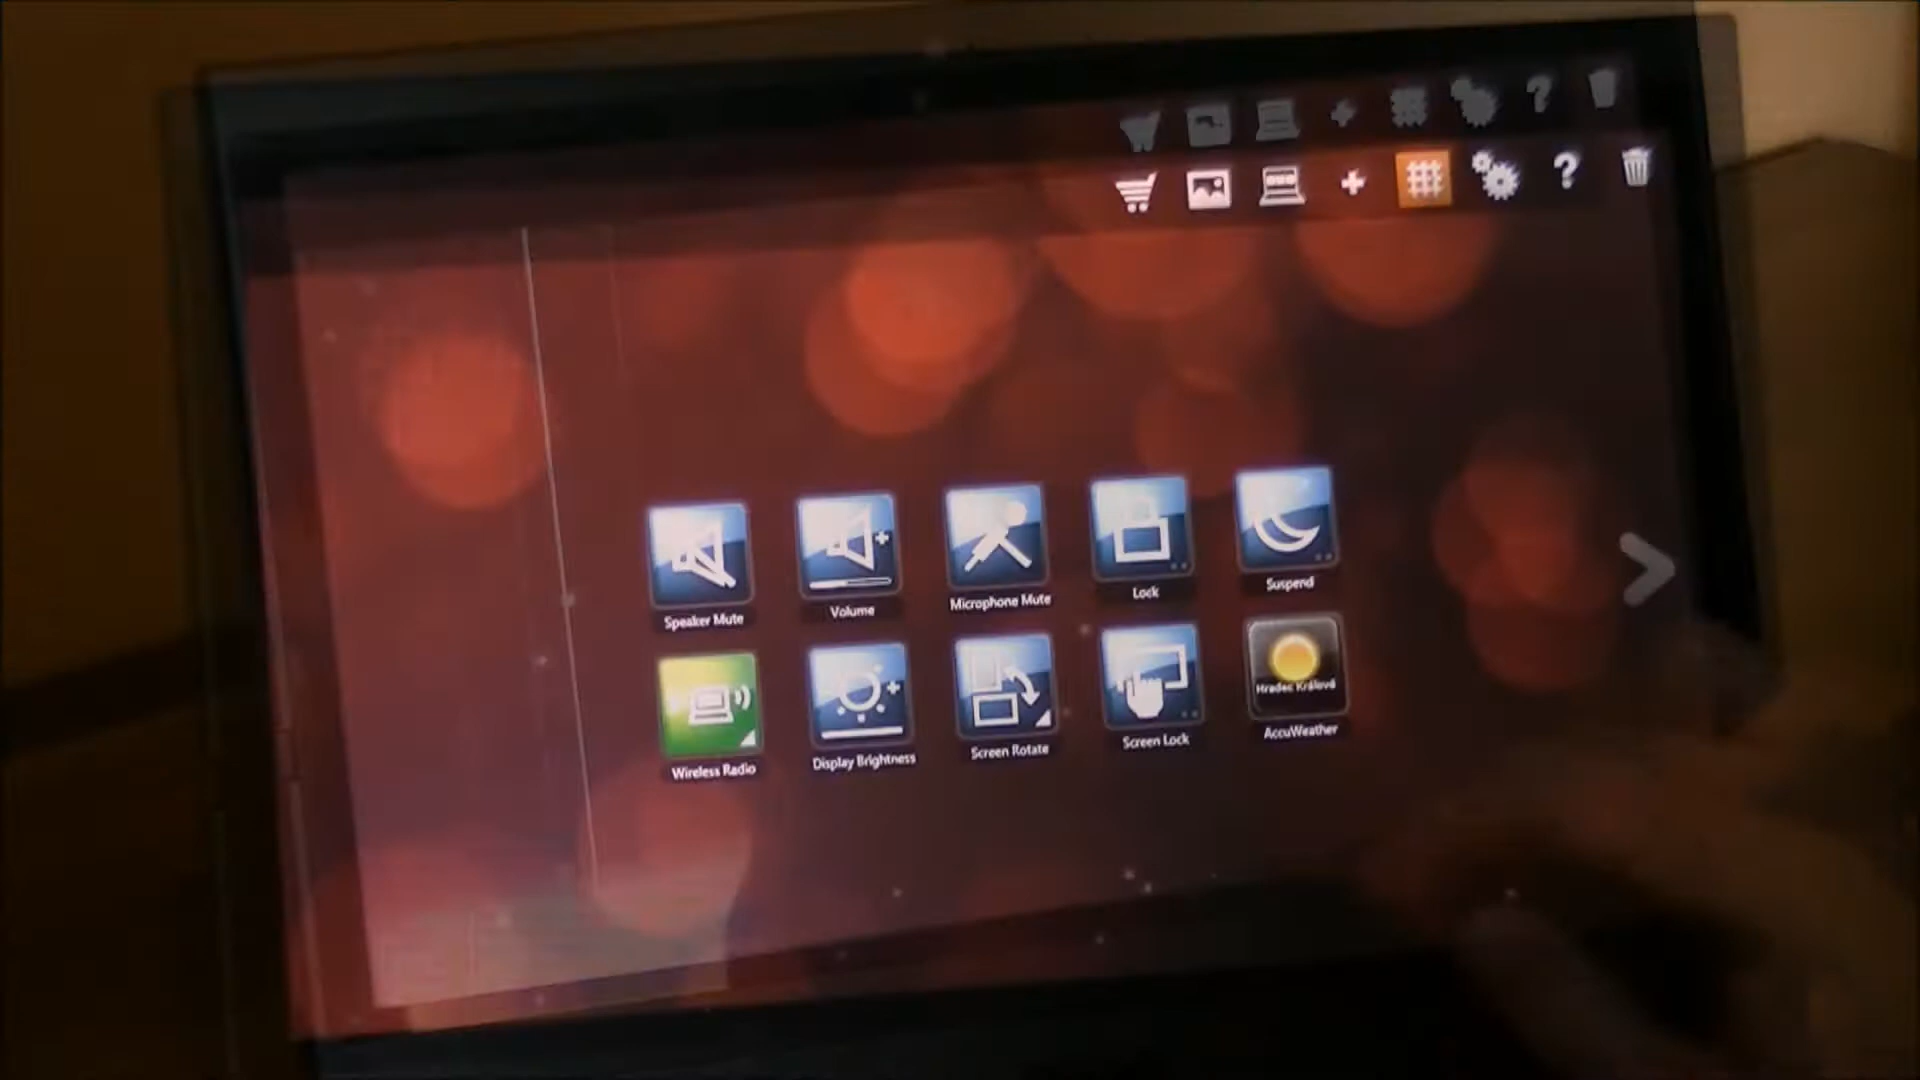 ?
?
Speaker Mute
Volume
Microphone Mute
Lock
Suspend
Wireless Radio
Display Brightness
Screen Rotate
Screen Lock
Hradec Králové
AccuWeather